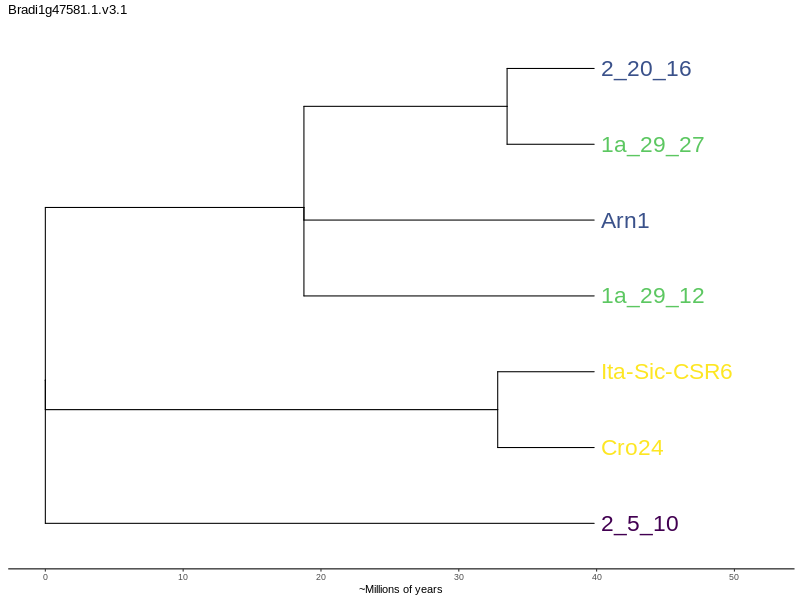 Bradi1g47581.1.v3.1
2_20_16
1a_29_27
Arn1
1a_29_12
Ita-Sic-CSR6
Cro24
2_5_10
0 10 20 30 40 50
~Millions of years